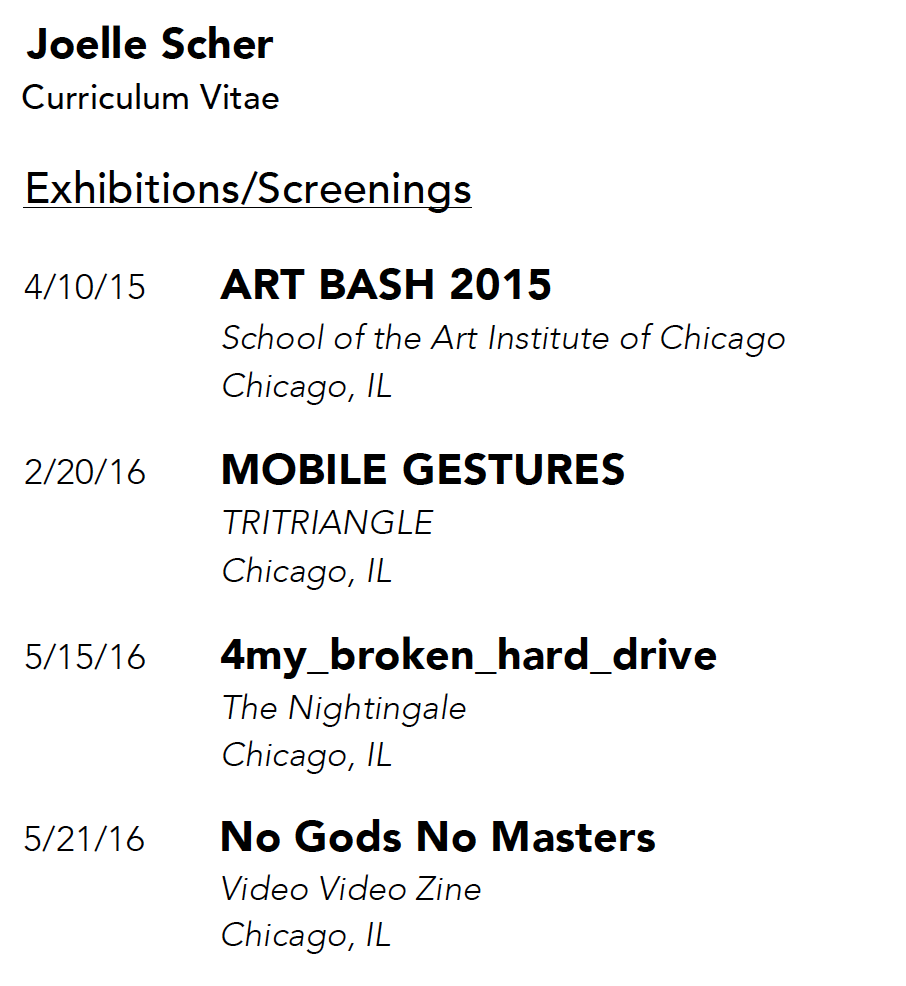 Joelle Scher
Curriculum Vitae
Exhibitions/Screenings
4/10/15 ART BASH 2015
School of the Art Institute of Chicago
Chicago, IL
2/20/16 MOBILE GESTURES
TRITRIANGLE
Chicago, IL
5/15/16 4my_broken_hard_drive
The Nightingale
Chicago, IL
5/21/16 No Gods No Masters
Video Video Zine
Chicago, IL